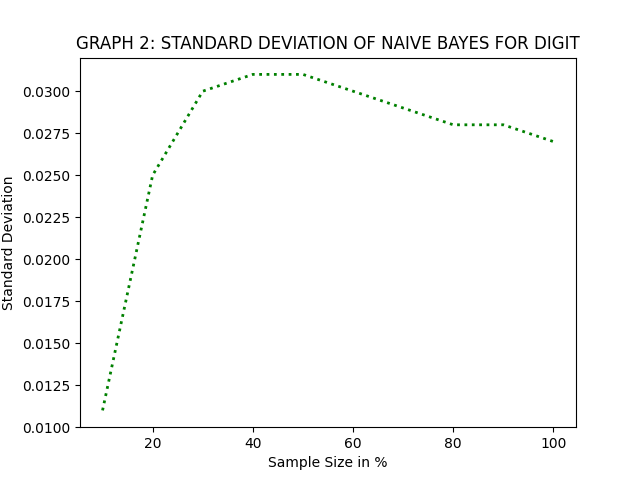 GRAPH 2: STANDARD DEVIATION OF NAIVE BAYES FOR DIGIT
Standard Deviation
0.0300
0.0275
0.0250
0.0225
0.0200
0.0175
0.0150
0.0125
0.0100
20 40 60 80 100
Sample Size in %